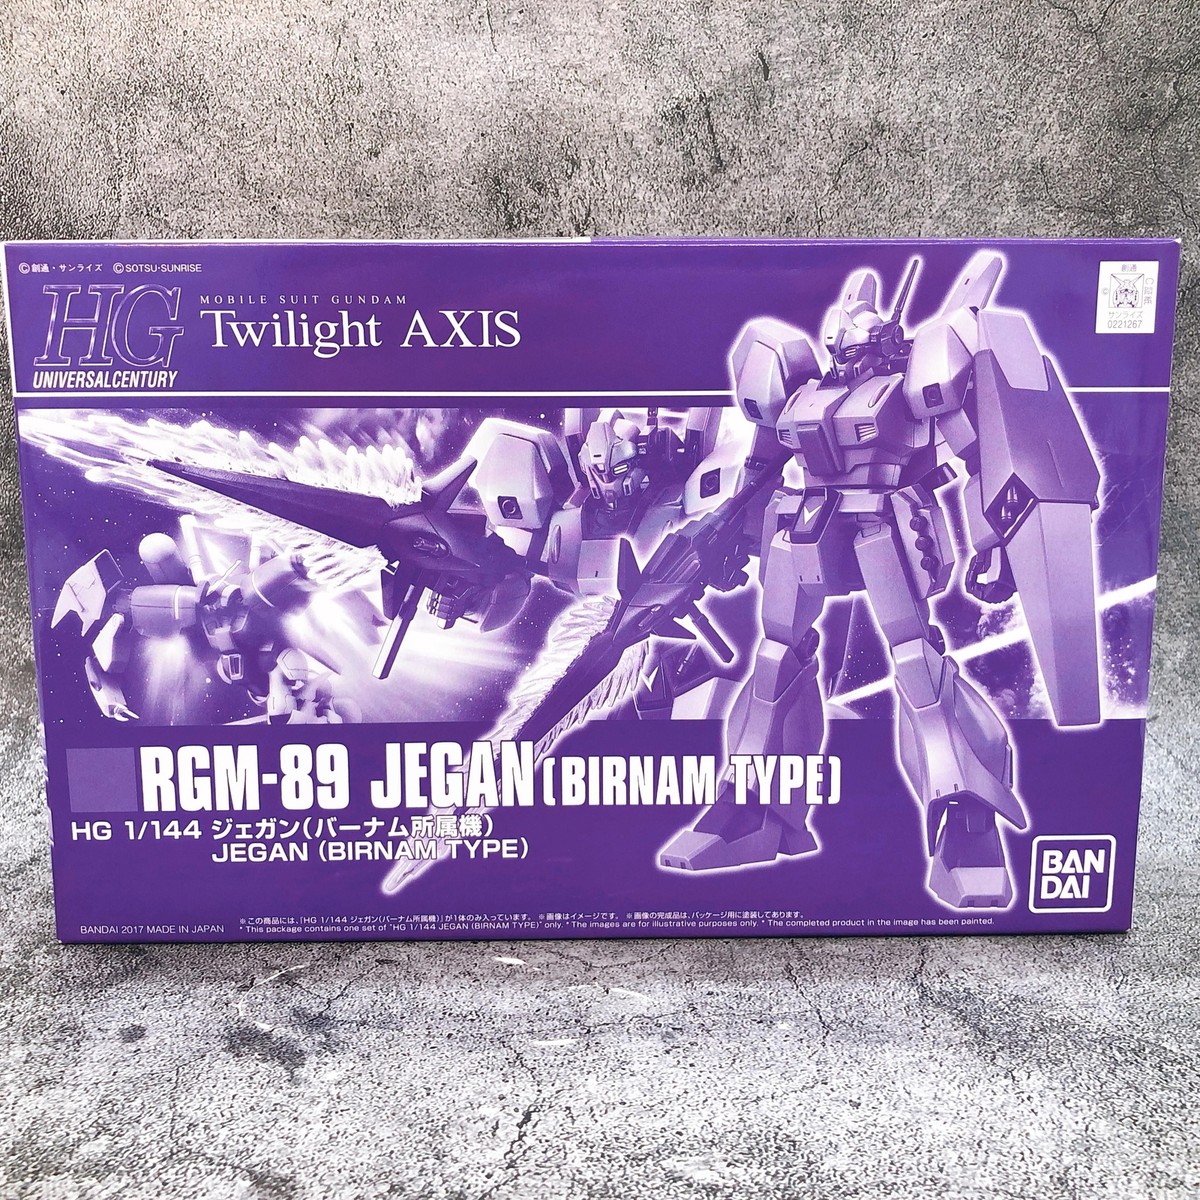 ©創通・サンライズ ©SOTSU・SUNRISE
HG
UNIVERSAL CENTURY
MOBILE SUIT GUNDAM
Twilight AXIS
創通
サンライズ
0221267
RGM-89 JEGAN [BIRNAM TYPE]
HG 1/144 ジェガン(バーナム所属機)
JEGAN (BIRNAM TYPE)
BAN
DAI
BANDAI 2017 MADE IN JAPAN
※この商品には、「HG 1/144 ジェガン(バーナム所属機)」が1体のみ入っています。 ※画像はイメージです。 ※画像の完成品は、パッケージ用に塗装してあります。
* This package contains one set of "HG 1/144 JEGAN (BIRNAM TYPE)" only. * The images are for illustrative purposes only. * The completed product in the image has been painted.